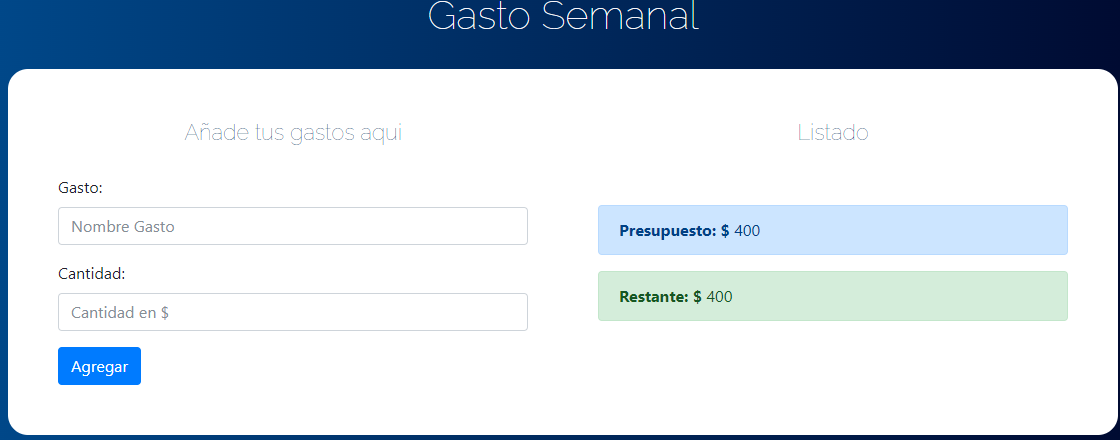 Gasto Semanal
Añade tus gastos aqui
Gasto:
Nombre Gasto
Cantidad:
Cantidad en $
Agregar
Listado
Presupuesto: $ 400
Restante: $ 400